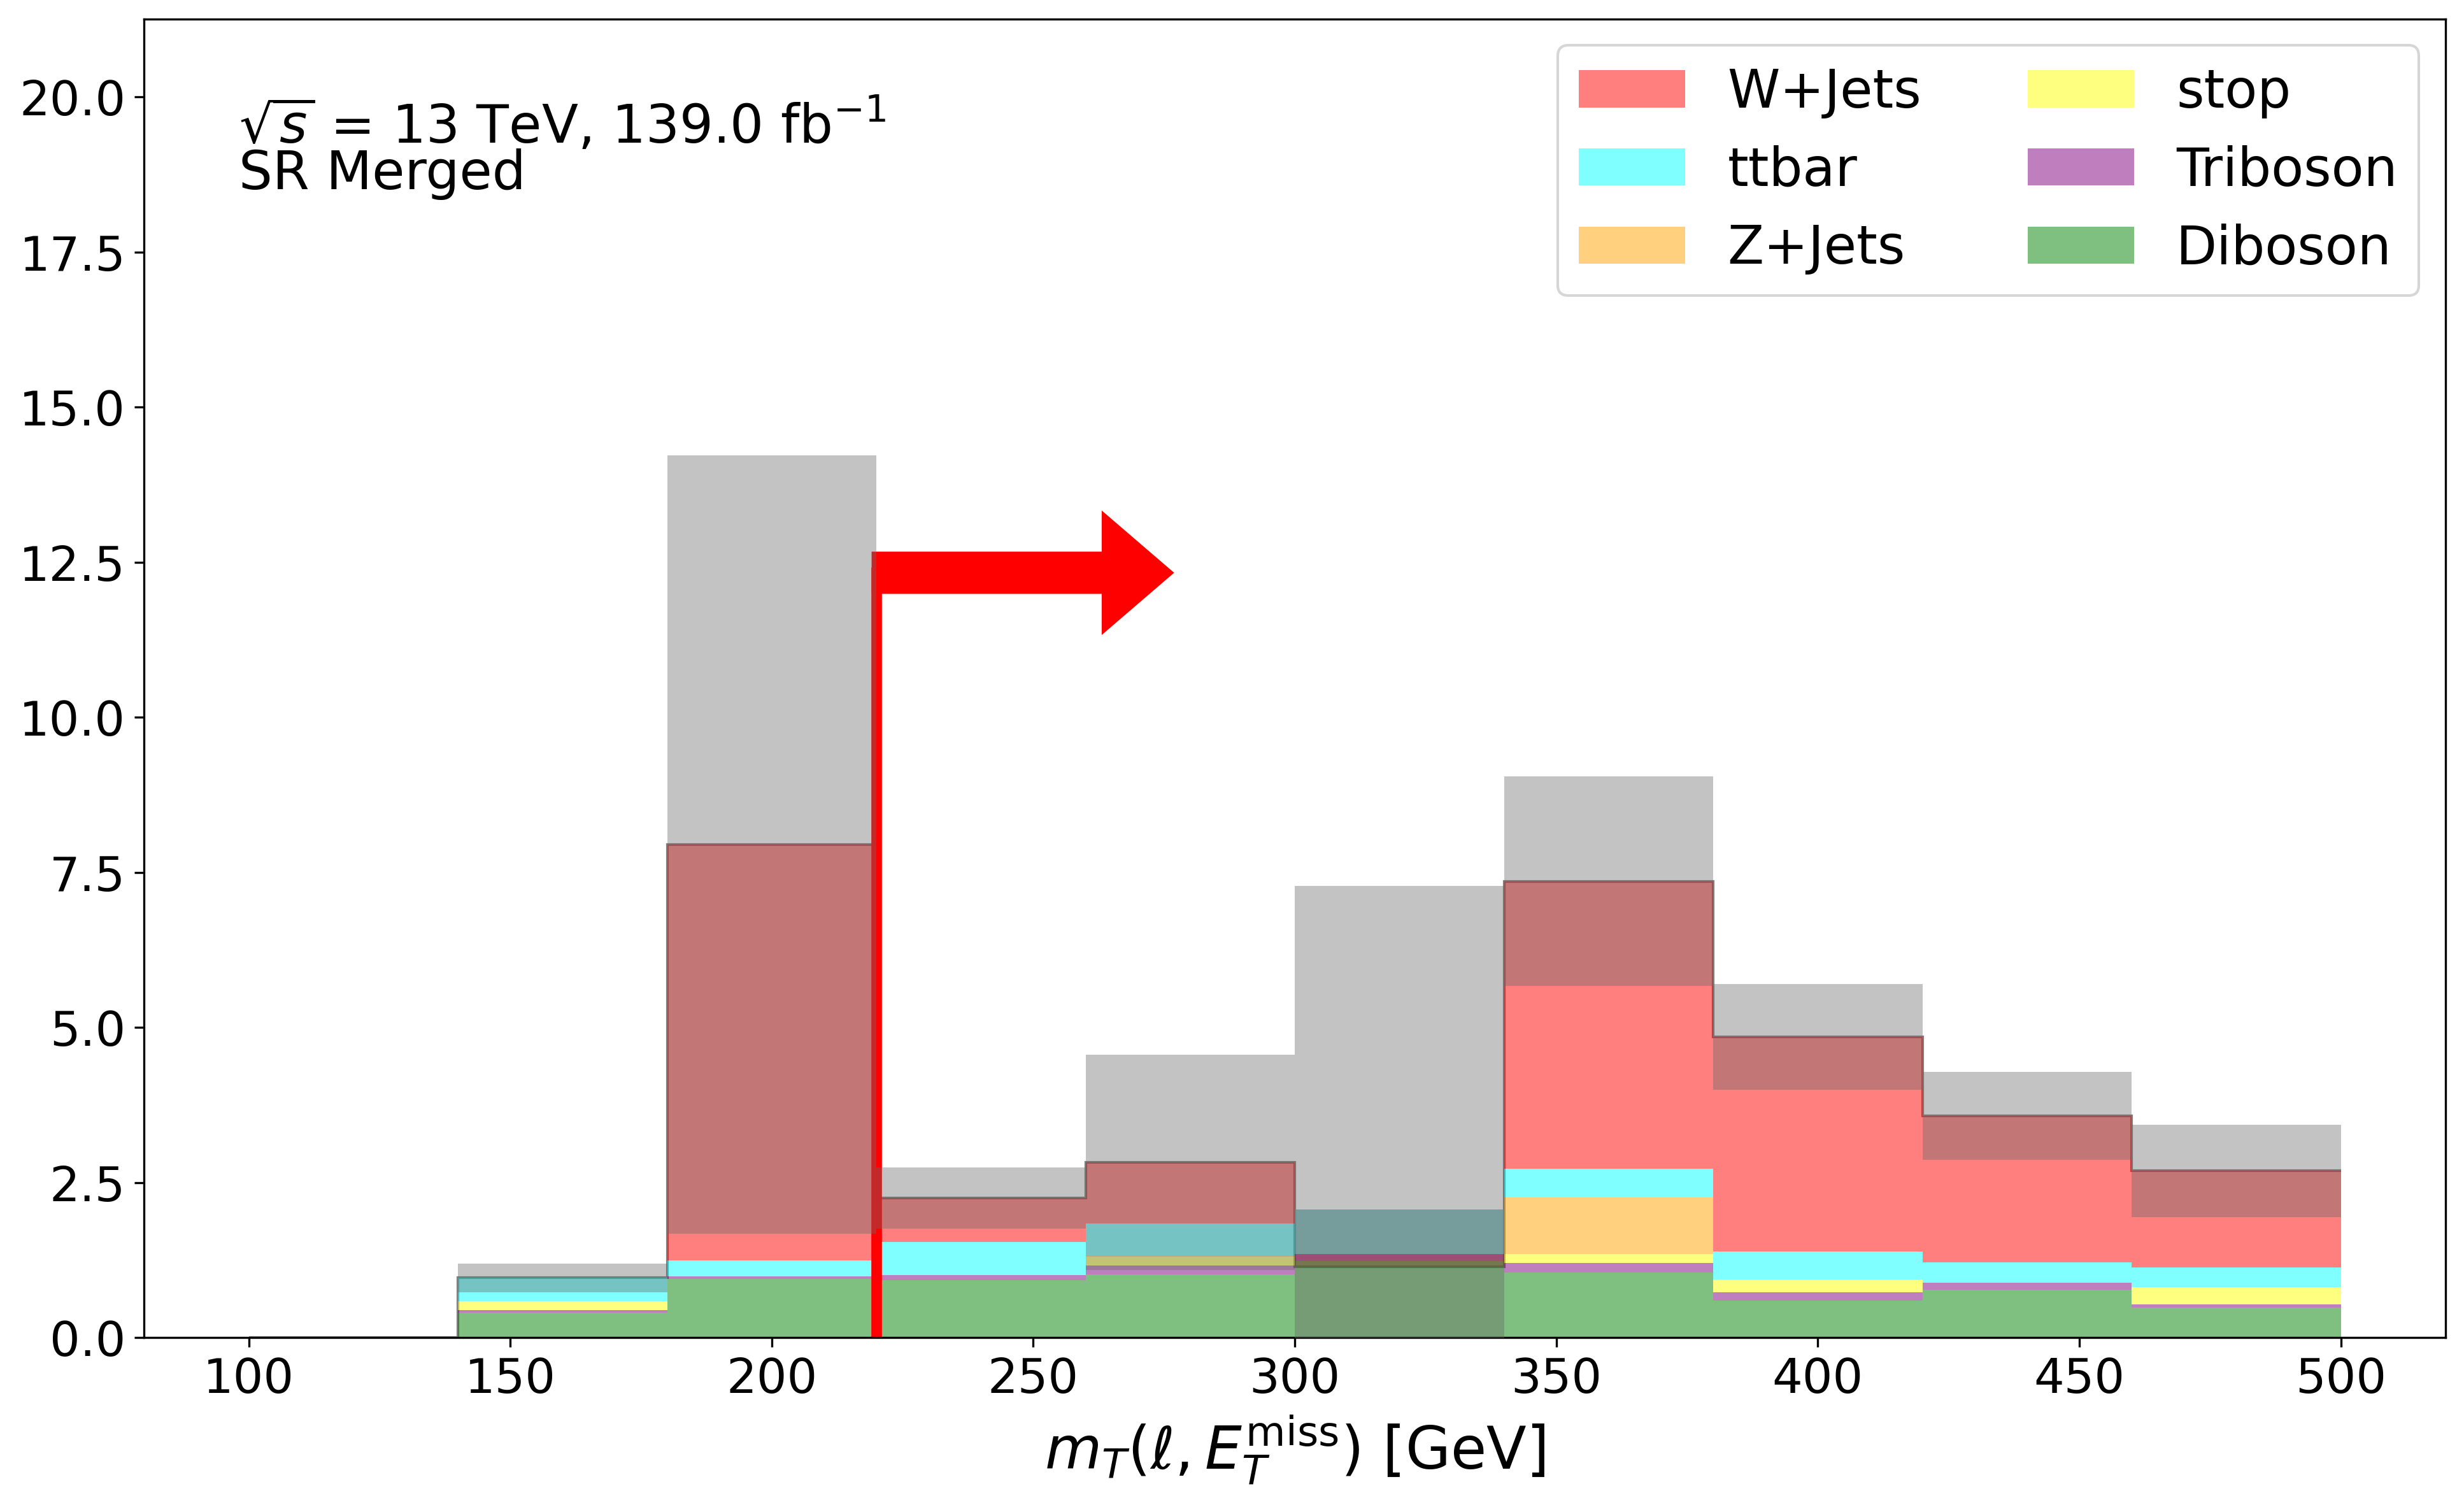 √s = 13 TeV, 139.0 fb⁻¹
SR Merged
W+Jets
ttbar
Z+Jets
stop
Triboson
Diboson
20.0
17.5
15.0
12.5
10.0
7.5
5.0
2.5
0.0
100 150 200 250 300 350 400 450 500
m_T(ℓ, E_T^miss) [GeV]